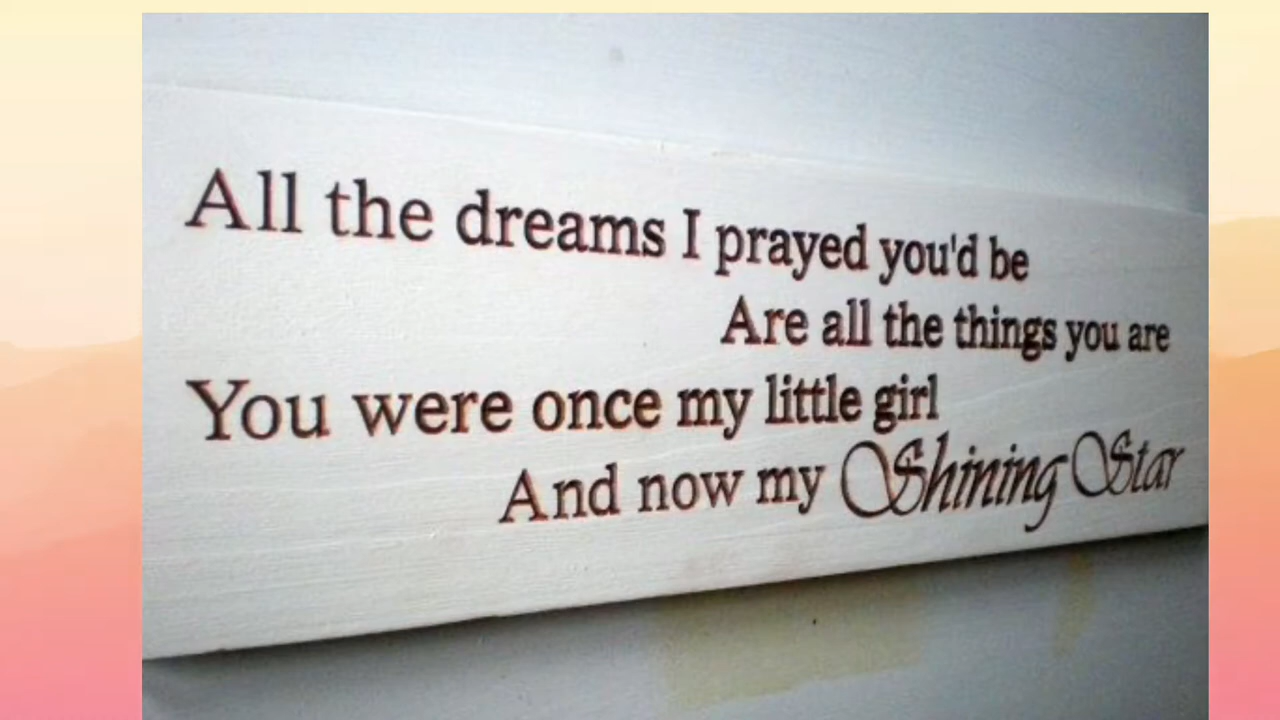 All the dreams I prayed you'd be
Are all the things you are
You were once my little girl
And now my Shining Star